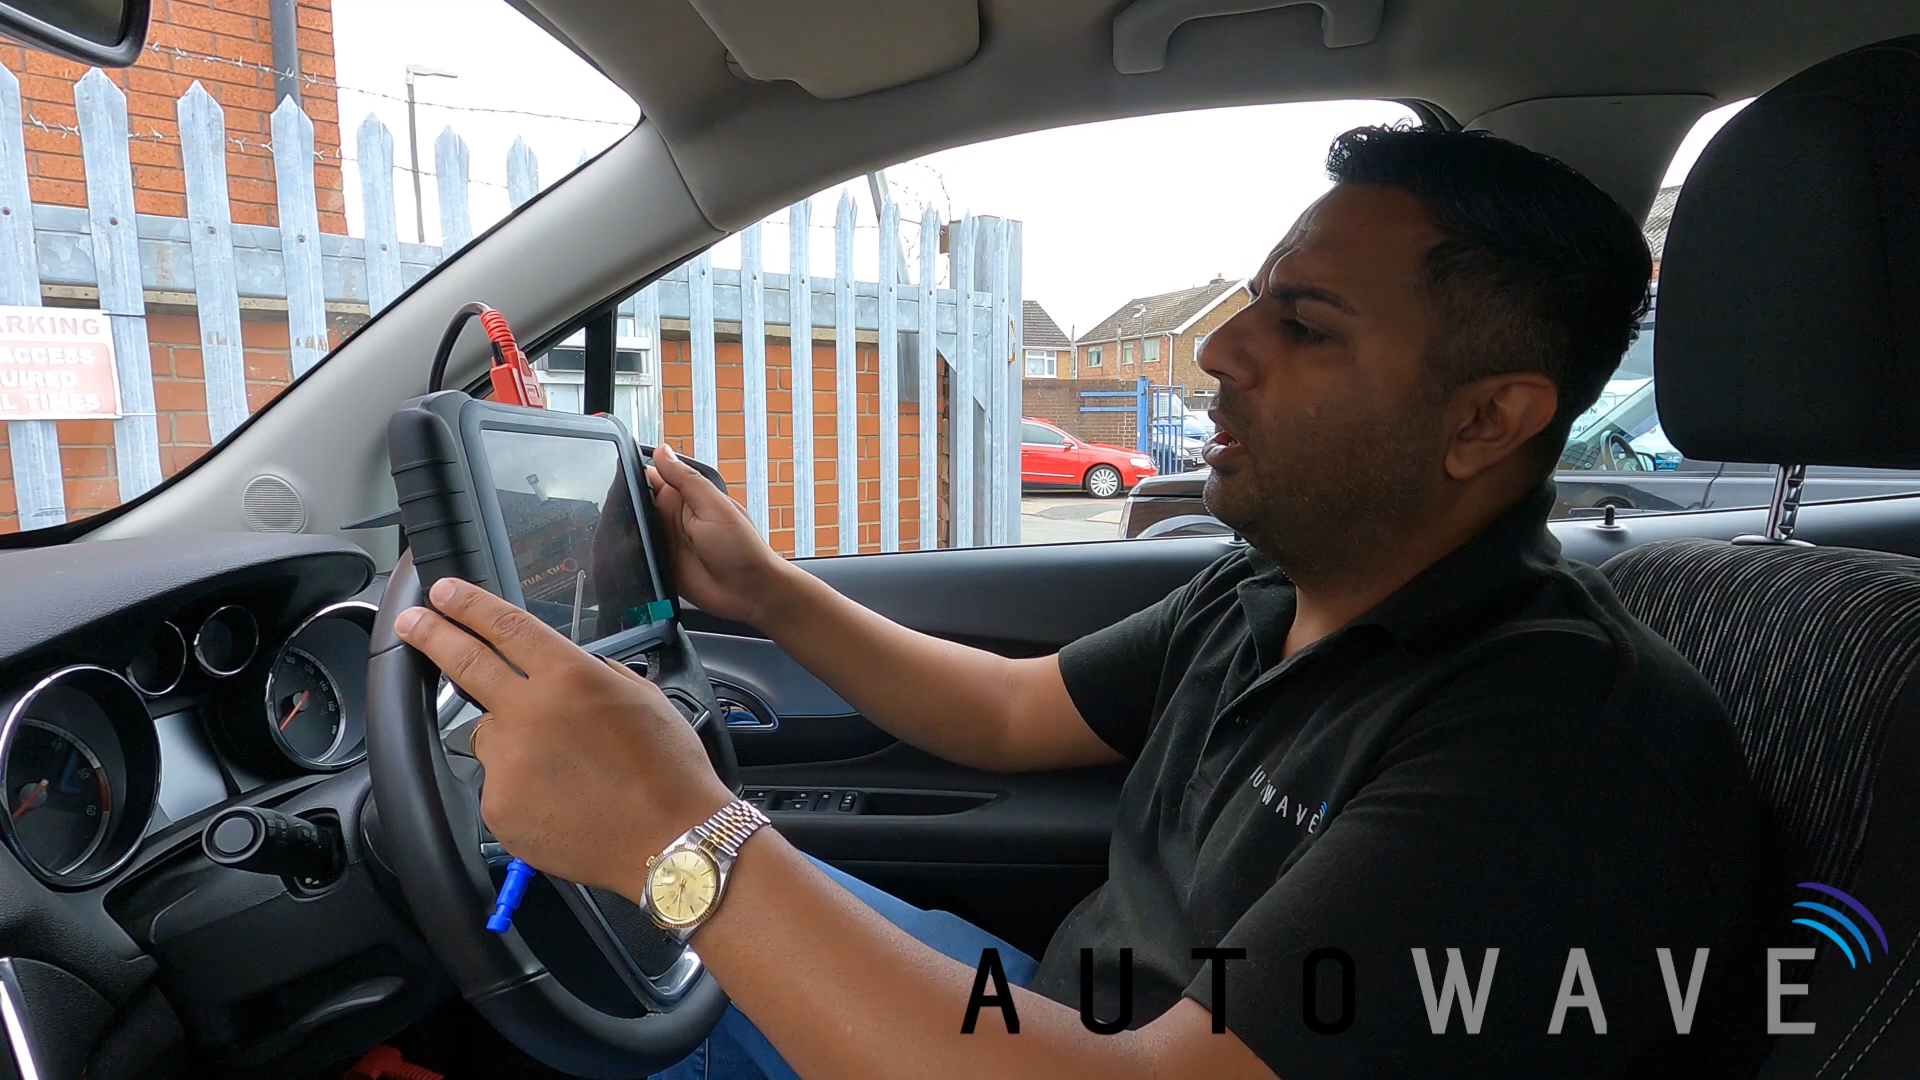 ARKING
ACCESS
UIRED
L TIMES
AUTOWAVE
AUTOWAVE